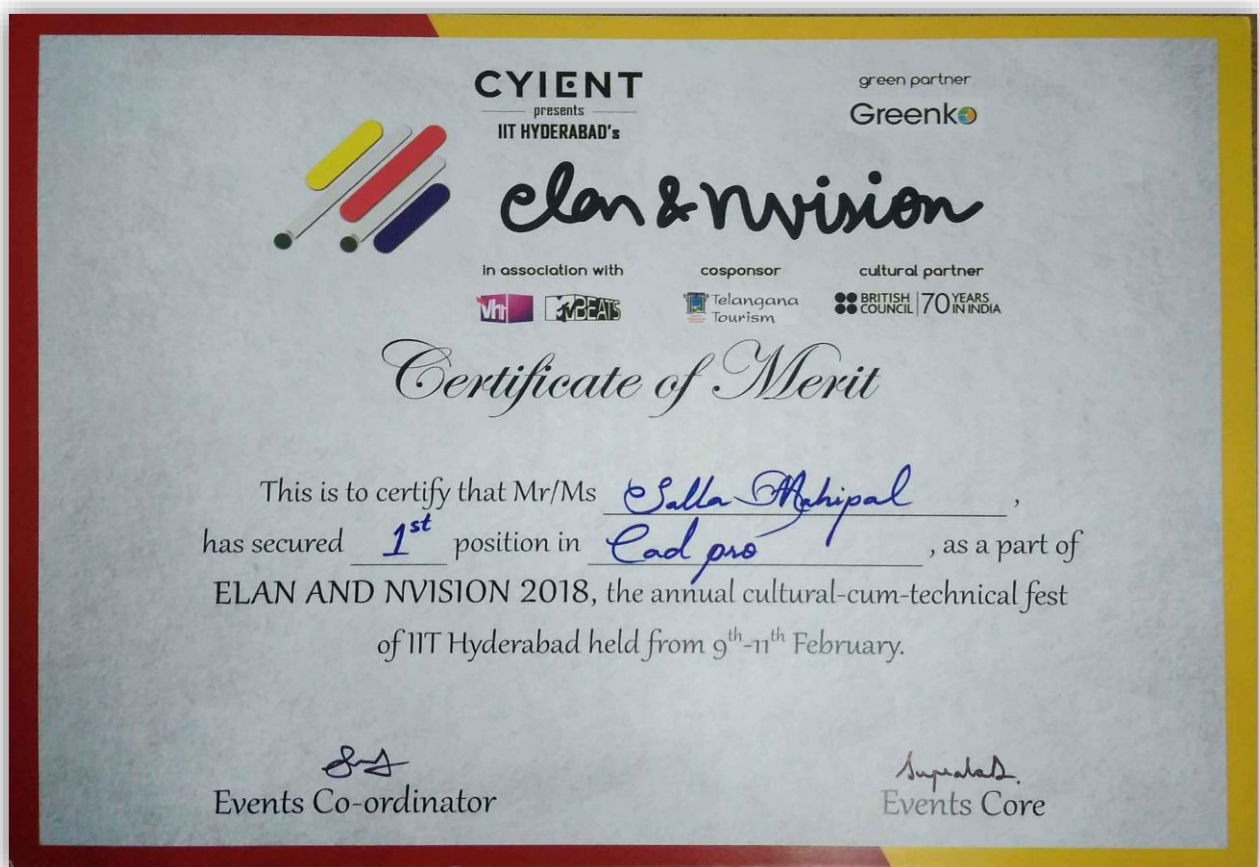 CYIENT
presents
IIT HYDERABAD's
green partner
Greenko
elan & nvision
in association with
cosponsor
cultural partner
Vh1 MTV BEATS
Telangana
Tourism
BRITISH COUNCIL 70 YEARS IN INDIA
Certificate of Merit
This is to certify that Mr/Ms Salla Mahipal ,
has secured 1st position in Cad pro , as a part of
ELAN AND NVISION 2018, the annual cultural-cum-technical fest
of IIT Hyderabad held from 9th-11th February.
Events Co-ordinator
Events Core